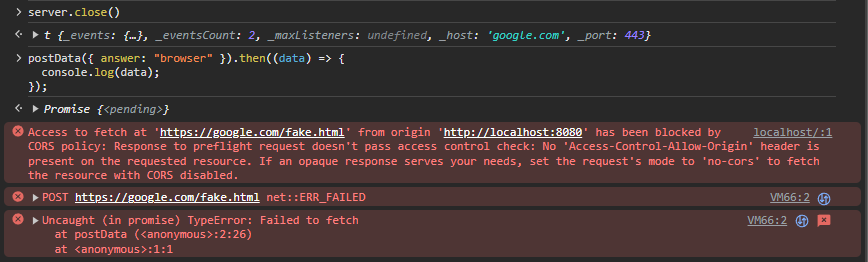 server.close()
t {_events: {…}, _eventsCount: 2, _maxListeners: undefined, _host: 'google.com', _port: 443}
postData({ answer: "browser" }).then((data) => {
  console.log(data);
});
Promise {<pending>}
Access to fetch at 'https://google.com/fake.html' from origin 'http://localhost:8080' has been blocked by localhost/:1
CORS policy: Response to preflight request doesn't pass access control check: No 'Access-Control-Allow-Origin' header is
present on the requested resource. If an opaque response serves your needs, set the request's mode to 'no-cors' to fetch
the resource with CORS disabled.
POST https://google.com/fake.html net::ERR_FAILED VM66:2
Uncaught (in promise) TypeError: Failed to fetch VM66:2
    at postData (<anonymous>:2:26)
    at <anonymous>:1:1